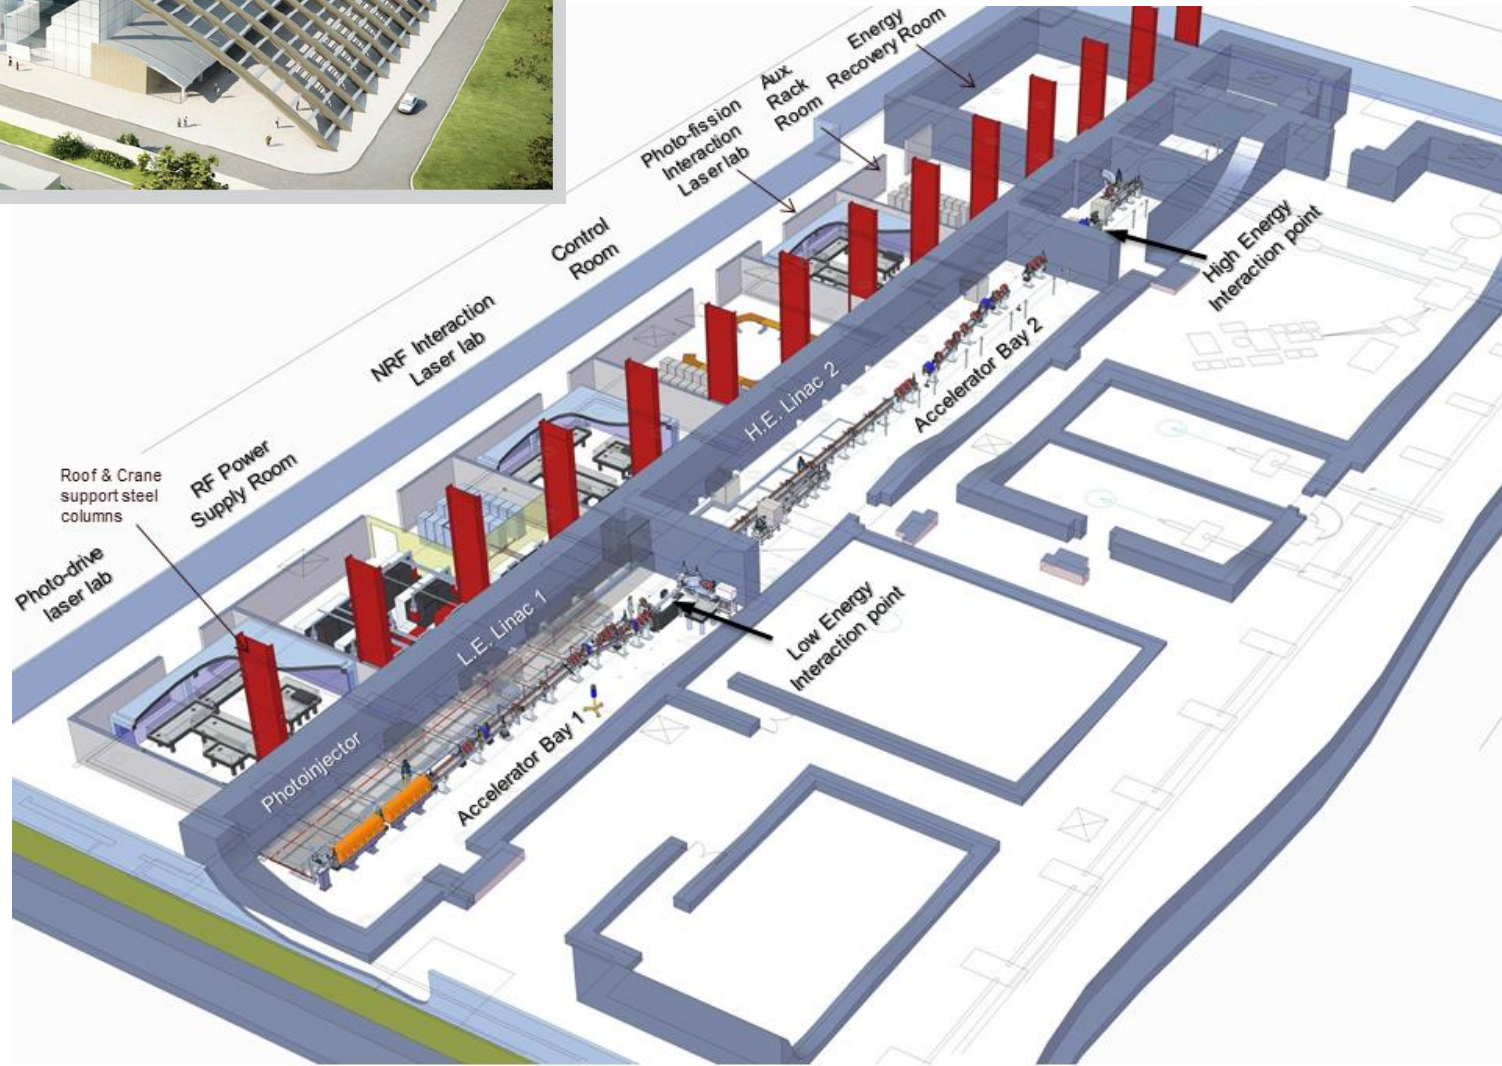 Energy
Recovery Room
Aux.
Rack
Room
Photo-fission
Interaction
Laser lab
Control
Room
NRF Interaction
Laser lab
RF Power
Supply Room
Roof & Crane
support steel
columns
Photo-drive
laser lab
High Energy
Interaction point
H.E. Linac 2
Accelerator Bay 2
L.E. Linac 1
Low Energy
Interaction point
Photoinjector
Accelerator Bay 1